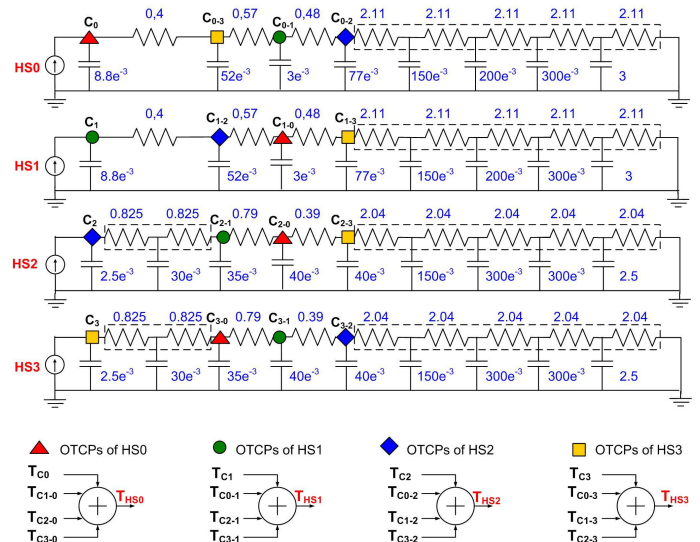 C0 C0-3 C0-1 C0-2
0,4 0,57 0,48 2.11 2.11 2.11 2.11 2.11
HS0
8.8e-3 52e-3 3e-3 77e-3 150e-3 200e-3 300e-3 3
C1 C1-2 C1-0 C1-3
0,4 0,57 0,48 2.11 2.11 2.11 2.11 2.11
HS1
8.8e-3 52e-3 3e-3 77e-3 150e-3 200e-3 300e-3 3
C2 C2-1 C2-0 C2-3
0.825 0.825 0.79 0.39 2.04 2.04 2.04 2.04 2.04
HS2
2.5e-3 30e-3 35e-3 40e-3 40e-3 150e-3 300e-3 300e-3 2.5
C3 C3-0 C3-1 C3-2
0.825 0.825 0.79 0.39 2.04 2.04 2.04 2.04 2.04
HS3
2.5e-3 30e-3 35e-3 40e-3 40e-3 150e-3 300e-3 300e-3 2.5
OTCPs of HS0 OTCPs of HS1 OTCPs of HS2 OTCPs of HS3
TC0 TC1 TC2 TC3
TC1-0 THS0 TC0-1 THS1 TC0-2 THS2 TC0-3 THS3
TC2-0 TC2-1 TC1-2 TC1-3
TC3-0 TC3-1 TC3-2 TC2-3